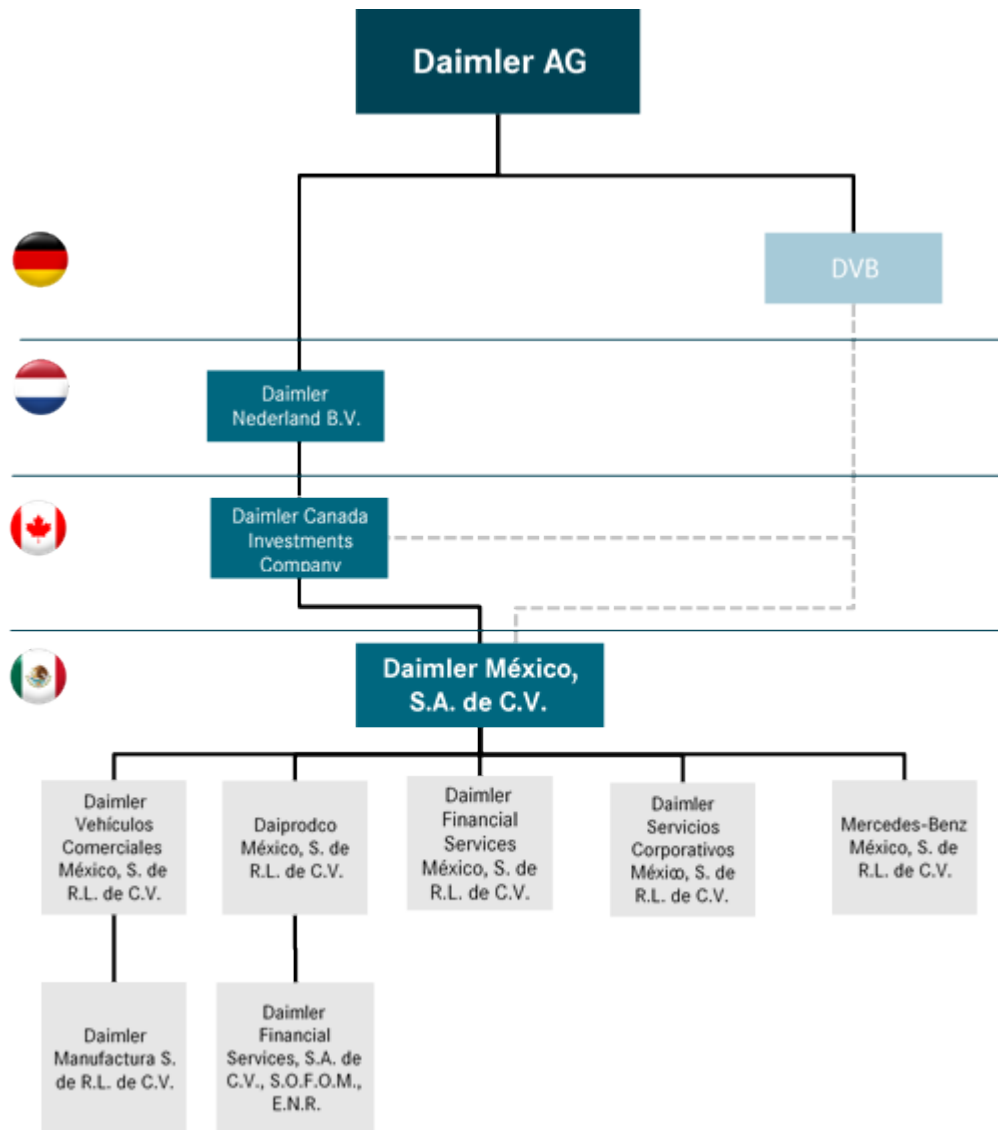 Daimler AG
DVB
Daimler
Nederland B.V.
Daimler Canada
Investments
Company
Daimler México,
S.A. de C.V.
Daimler
Vehículos
Comerciales
México, S. de
R.L. de C.V.
Daiprodco
México, S. de
R.L. de C.V.
Daimler
Financial
Services
México, S. de
R.L. de C.V.
Daimler
Servicios
Corporativos
México, S. de
R.L. de C.V.
Mercedes-Benz
México, S. de
R.L. de C.V.
Daimler
Manufactura S.
de R.L. de C.V.
Daimler
Financial
Services, S.A. de
C.V., S.O.F.O.M.,
E.N.R.